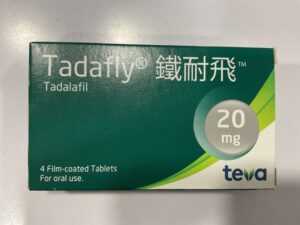 Tadafly® 鐵耐飛™
Tadalafil
20
mg
4 Film-coated Tablets
For oral use.
teva